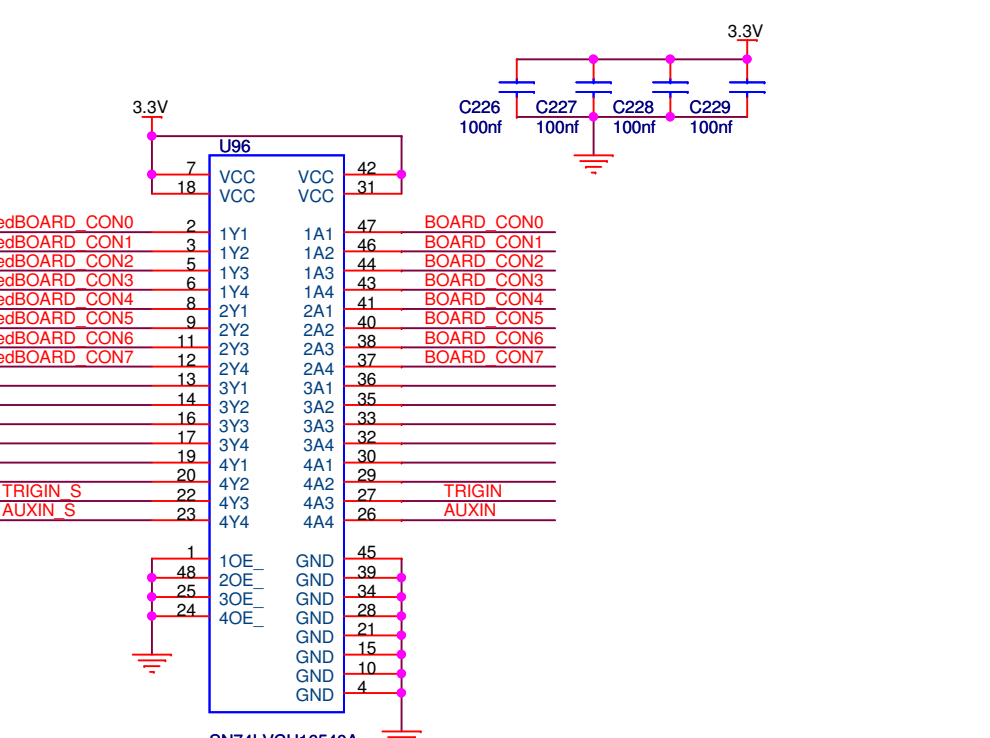 3.3V
C226 C227 C228 C229
100nf 100nf 100nf 100nf
3.3V
U96
7 VCC VCC 42
18 VCC VCC 31
edBOARD_CON0 2 1Y1 1A1 47 BOARD_CON0
edBOARD_CON1 3 1Y2 1A2 46 BOARD_CON1
edBOARD_CON2 5 1Y3 1A3 44 BOARD_CON2
edBOARD_CON3 6 1Y4 1A4 43 BOARD_CON3
edBOARD_CON4 8 2Y1 2A1 41 BOARD_CON4
edBOARD_CON5 9 2Y2 2A2 40 BOARD_CON5
edBOARD_CON6 11 2Y3 2A3 38 BOARD_CON6
edBOARD_CON7 12 2Y4 2A4 37 BOARD_CON7
13 3Y1 3A1 36
14 3Y2 3A2 35
16 3Y3 3A3 33
17 3Y4 3A4 32
19 4Y1 4A1 30
20 4Y2 4A2 29
TRIGIN_S 22 4Y3 4A3 27 TRIGIN
AUXIN_S 23 4Y4 4A4 26 AUXIN
1 1OE_ GND 45
48 2OE_ GND 39
25 3OE_ GND 34
24 4OE_ GND 28
GND 21
GND 15
GND 10
GND 4